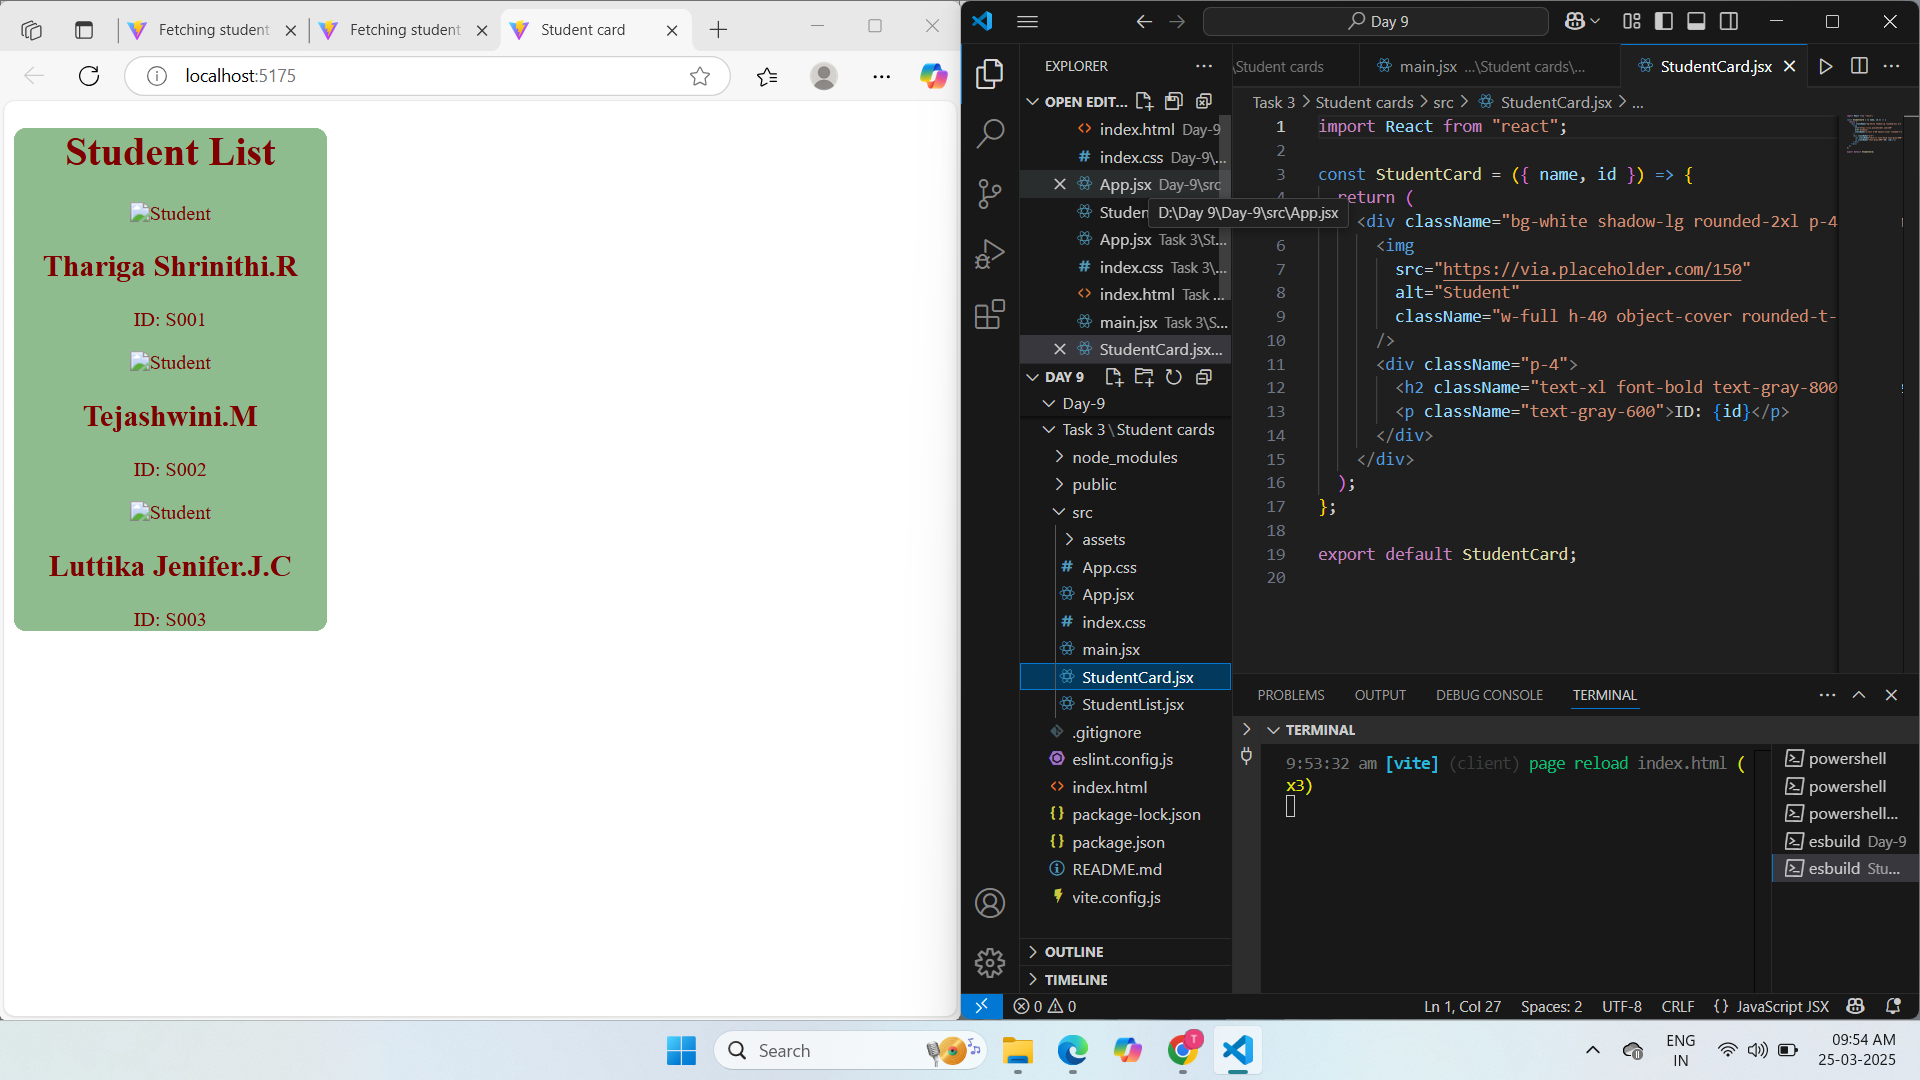 Fetching student
Fetching student
Student card
localhost:5175
Student List
Student
Thariga Shrinithi.R
ID: S001
Student
Tejashwini.M
ID: S002
Student
Luttika Jenifer.J.C
ID: S003
Day 9
EXPLORER
OPEN EDIT...
index.html Day-9
index.css Day-9\...
App.jsx Day-9\src
Studen
D:\Day 9\Day-9\src\App.jsx
App.jsx Task 3\St...
index.css Task 3\...
index.html Task ...
main.jsx Task 3\S...
StudentCard.jsx...
DAY 9
Day-9
Task 3\Student cards
node_modules
public
src
assets
App.css
App.jsx
index.css
main.jsx
StudentCard.jsx
StudentList.jsx
.gitignore
eslint.config.js
index.html
package-lock.json
package.json
README.md
vite.config.js
OUTLINE
TIMELINE
\Student cards
main.jsx ...\Student cards\...
StudentCard.jsx
Task 3 > Student cards > src > StudentCard.jsx > ...
1 import React from "react";
2
3 const StudentCard = ({ name, id }) => {
4 return (
<div className="bg-white shadow-lg rounded-2xl p-4
6 <img
7 src="https://via.placeholder.com/150"
8 alt="Student"
9 className="w-full h-40 object-cover rounded-t-
10 />
11 <div className="p-4">
12 <h2 className="text-xl font-bold text-gray-800
13 <p className="text-gray-600">ID: {id}</p>
14 </div>
15 </div>
16 );
17 };
18
19 export default StudentCard;
20
PROBLEMS OUTPUT DEBUG CONSOLE TERMINAL
TERMINAL
9:53:32 am [vite] (client) page reload index.html (
x3)
powershell
powershell
powershell...
esbuild Day-9
esbuild Stu...
0 0
Ln 1, Col 27 Spaces: 2 UTF-8 CRLF {} JavaScript JSX
Search
T
ENG
IN
09:54 AM
25-03-2025